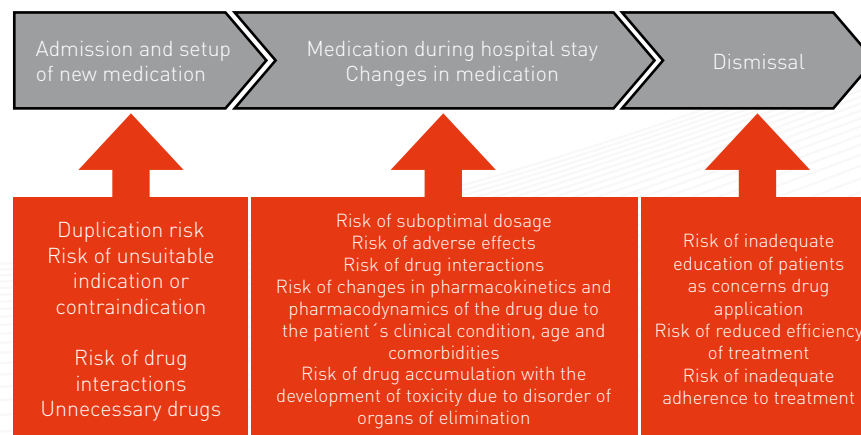 Admission and setup
of new medication
Medication during hospital stay
Changes in medication
Dismissal
Duplication risk
Risk of unsuitable
indication or
contraindication
Risk of drug
interactions
Unnecessary drugs
Risk of suboptimal dosage
Risk of adverse effects
Risk of drug interactions
Risk of changes in pharmacokinetics and
pharmacodynamics of the drug due to
the patient´s clinical condition, age and
comorbidities
Risk of drug accumulation with the
development of toxicity due to disorder of
organs of elimination
Risk of inadequate
education of patients
as concerns drug
application
Risk of reduced efficiency
of treatment
Risk of inadequate
adherence to treatment